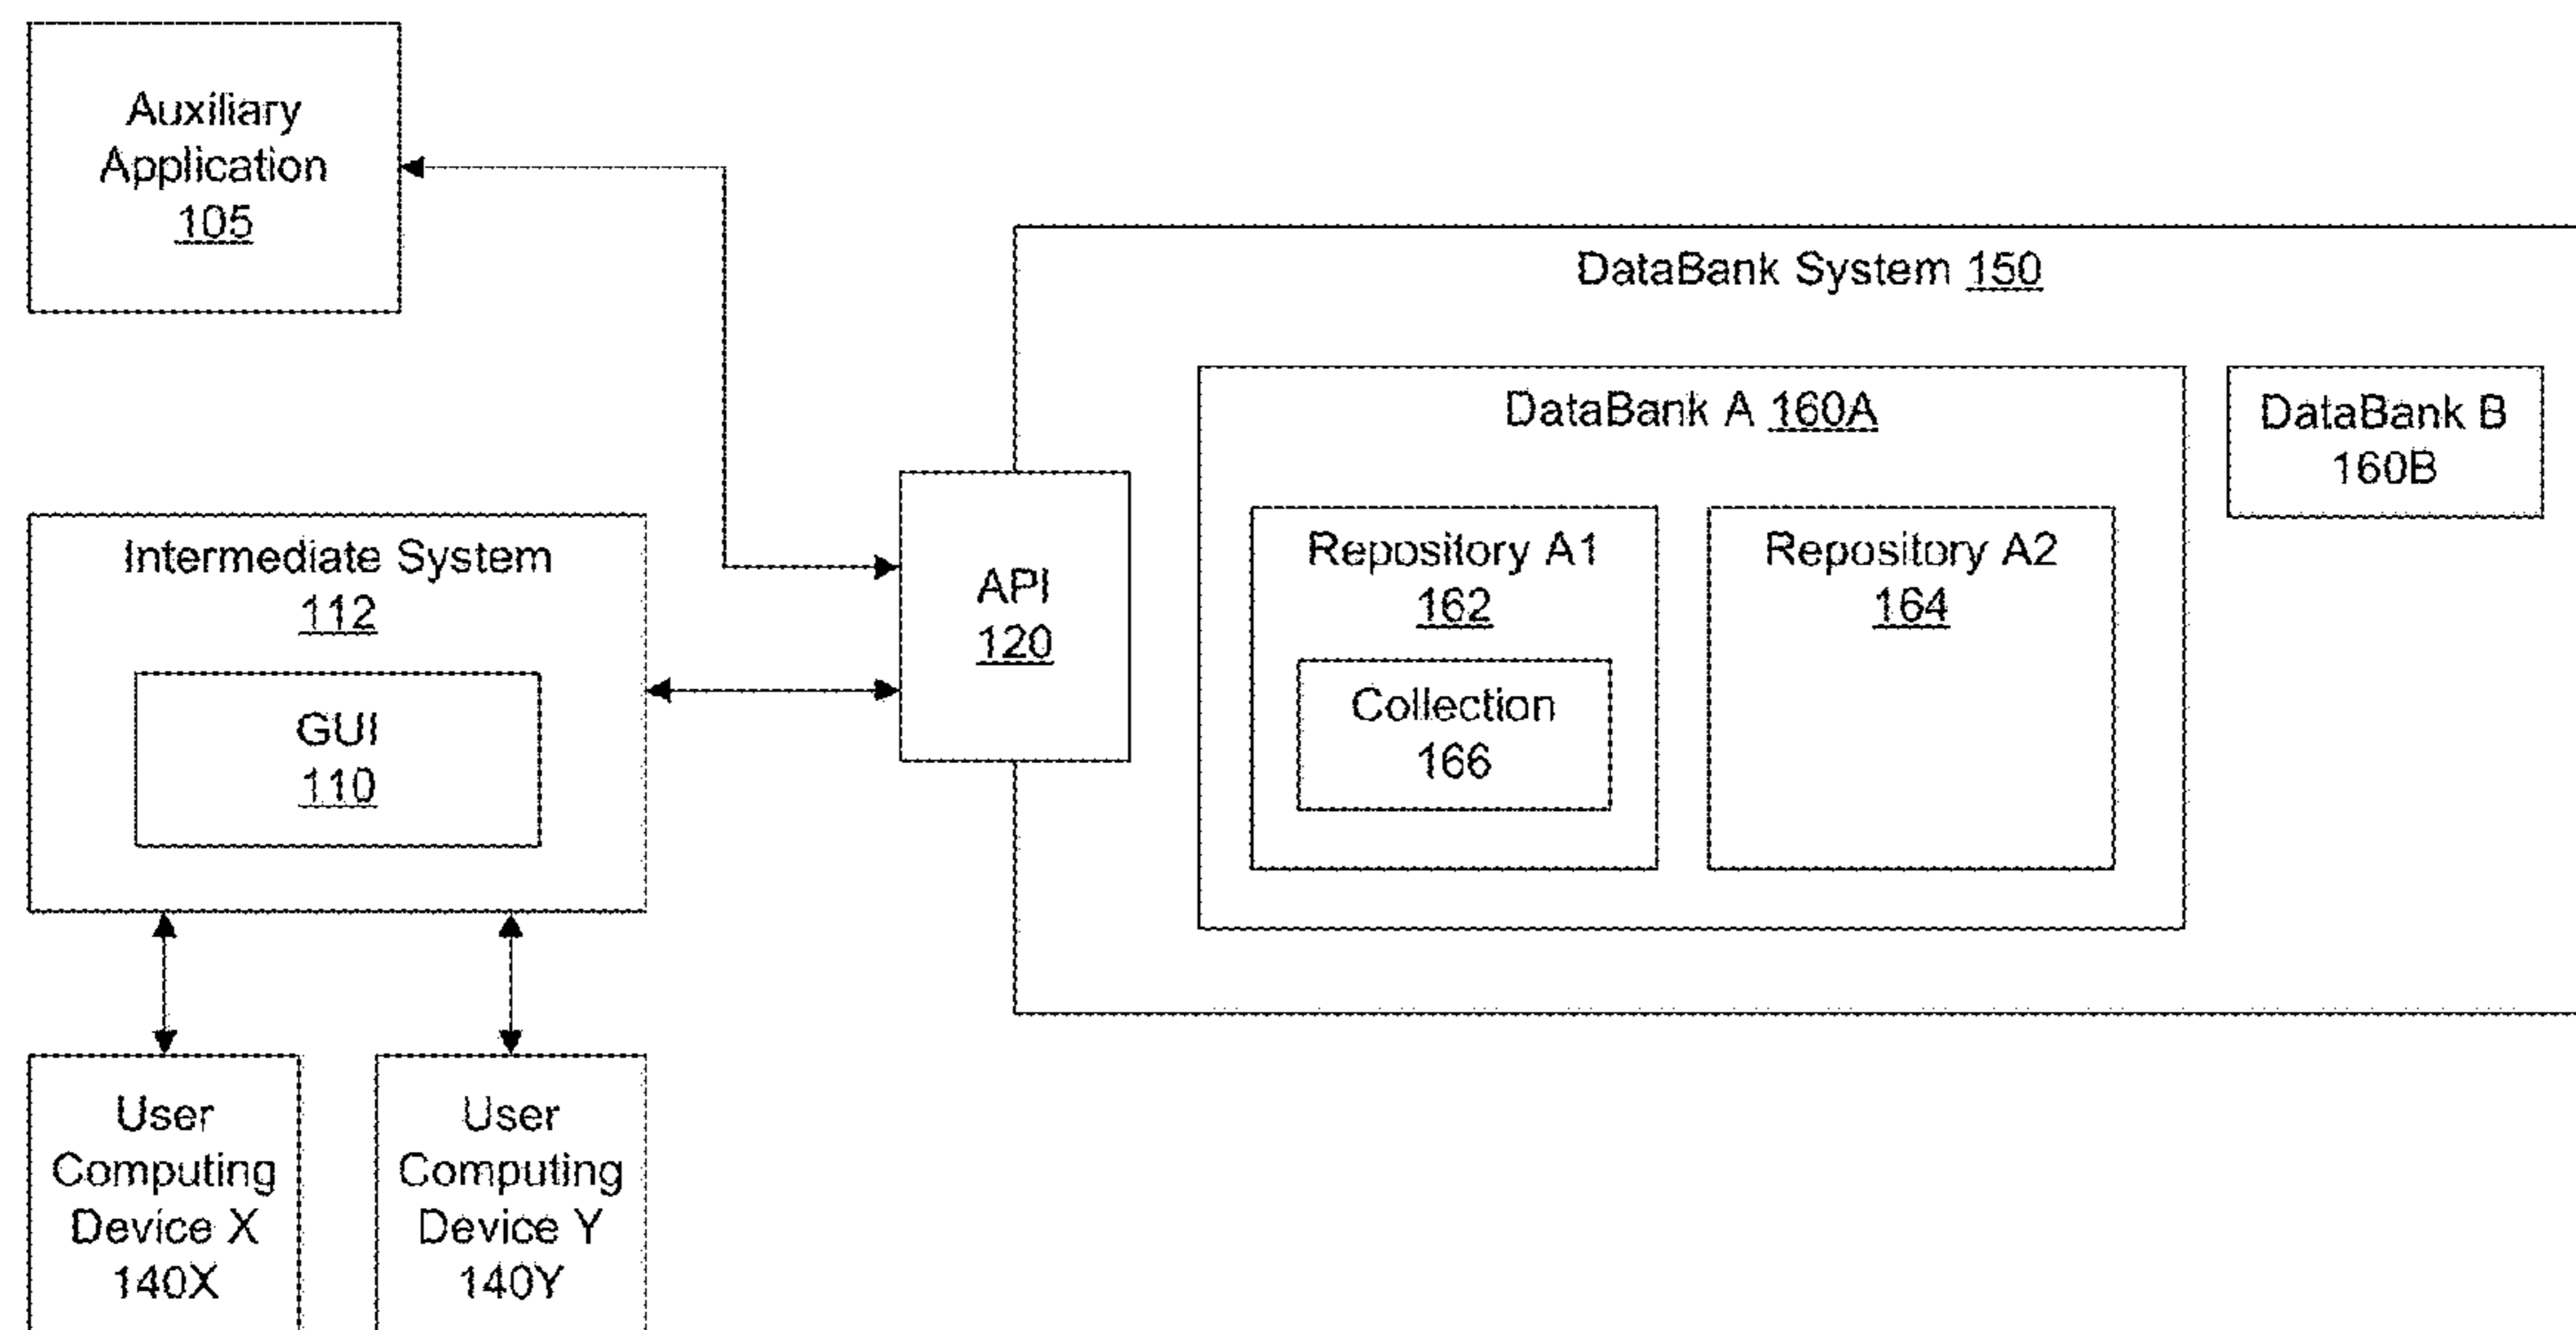 Auxiliary
Application
105
DataBank System 150
DataBank A 160A
DataBank B
160B
Repository A1
162
Repository A2
164
Collection
166
API
120
Intermediate System
112
GUI
110
User
Computing
Device X
140X
User
Computing
Device Y
140Y